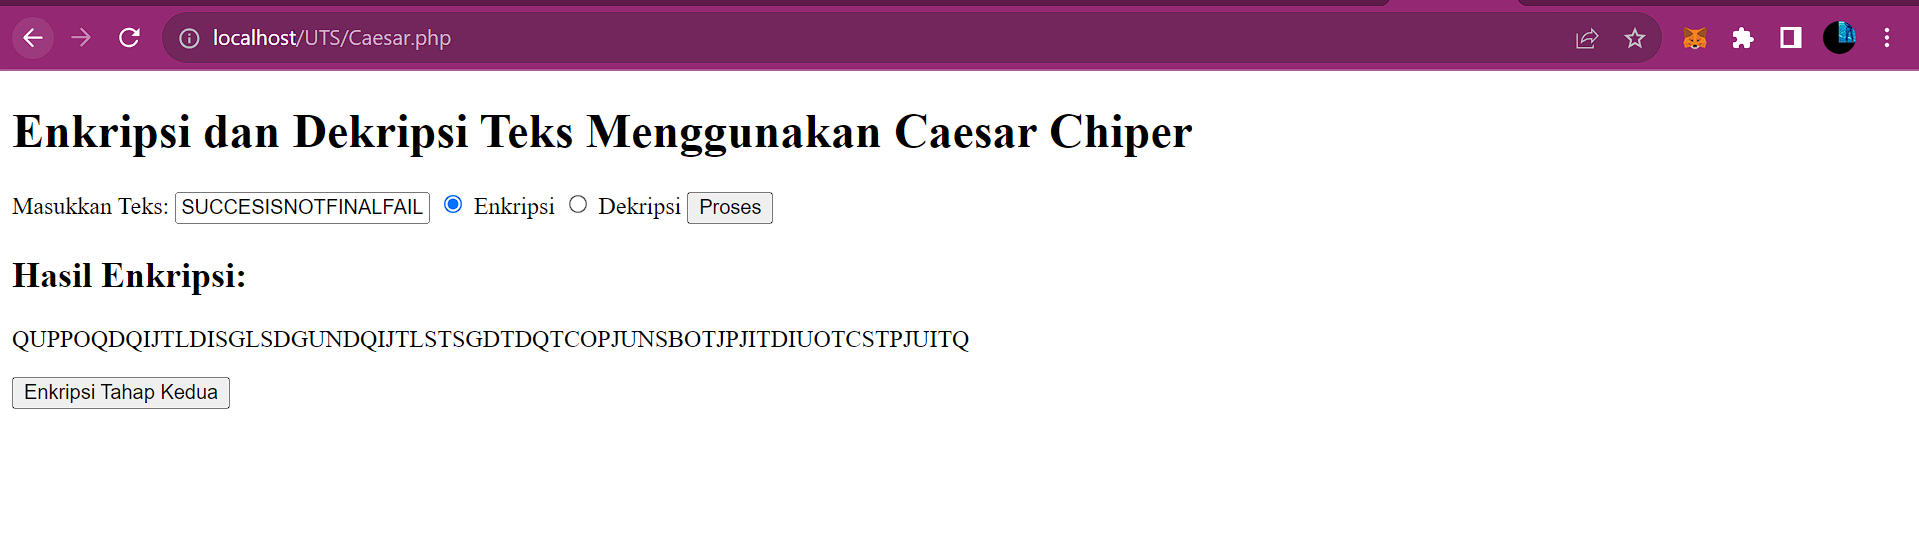 localhost/UTS/Caesar.php
Enkripsi dan Dekripsi Teks Menggunakan Caesar Chiper
Masukkan Teks: SUCCESISNOTFINALFAIL Enkripsi Dekripsi Proses
Hasil Enkripsi:
QUPPOQDQIJTLDISGLSDGUNDQIJTLSTSGDTDQTCOPJUNSBOTJPJITDIUOTCSTPJUITQ
Enkripsi Tahap Kedua